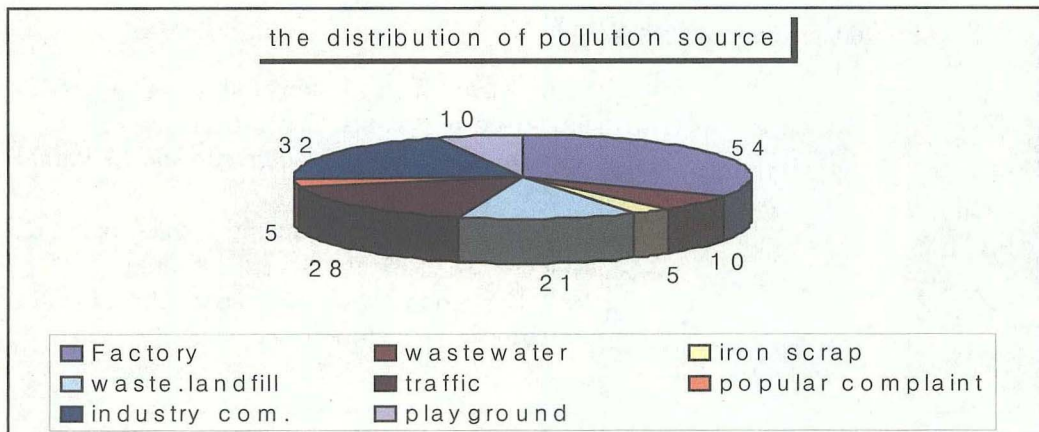 the distribution of pollution source
10
32
54
5
28
21
5
10
Factory wastewater iron scrap
waste.landfill traffic popular complaint
industry com. playground